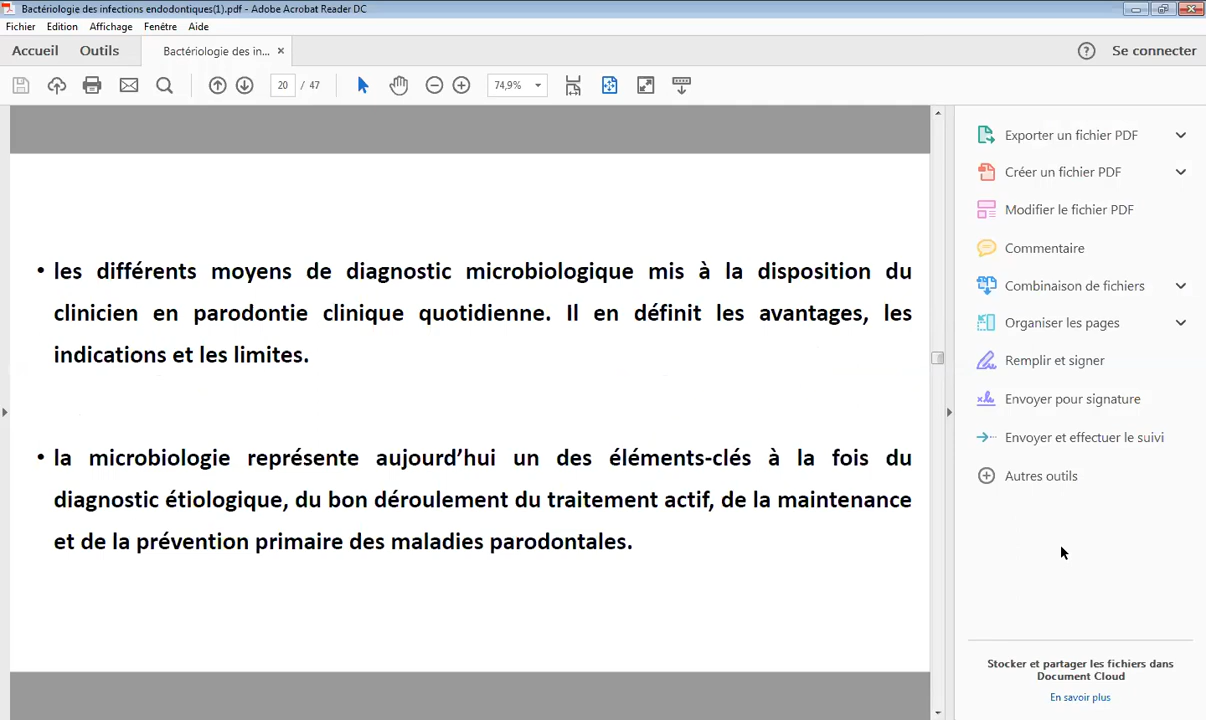 Bactériologie des infections endodontiques(1).pdf - Adobe Acrobat Reader DC
Fichier Edition Affichage Fenêtre Aide
Accueil Outils Bactériologie des in... × ? Se connecter
20 / 47 74,9%
• les différents moyens de diagnostic microbiologique mis à la disposition du
clinicien en parodontie clinique quotidienne. Il en définit les avantages, les
indications et les limites.
• la microbiologie représente aujourd’hui un des éléments-clés à la fois du
diagnostic étiologique, du bon déroulement du traitement actif, de la maintenance
et de la prévention primaire des maladies parodontales.
Exporter un fichier PDF
Créer un fichier PDF
Modifier le fichier PDF
Commentaire
Combinaison de fichiers
Organiser les pages
Remplir et signer
Envoyer pour signature
Envoyer et effectuer le suivi
Autres outils
Stocker et partager les fichiers dans
Document Cloud
En savoir plus